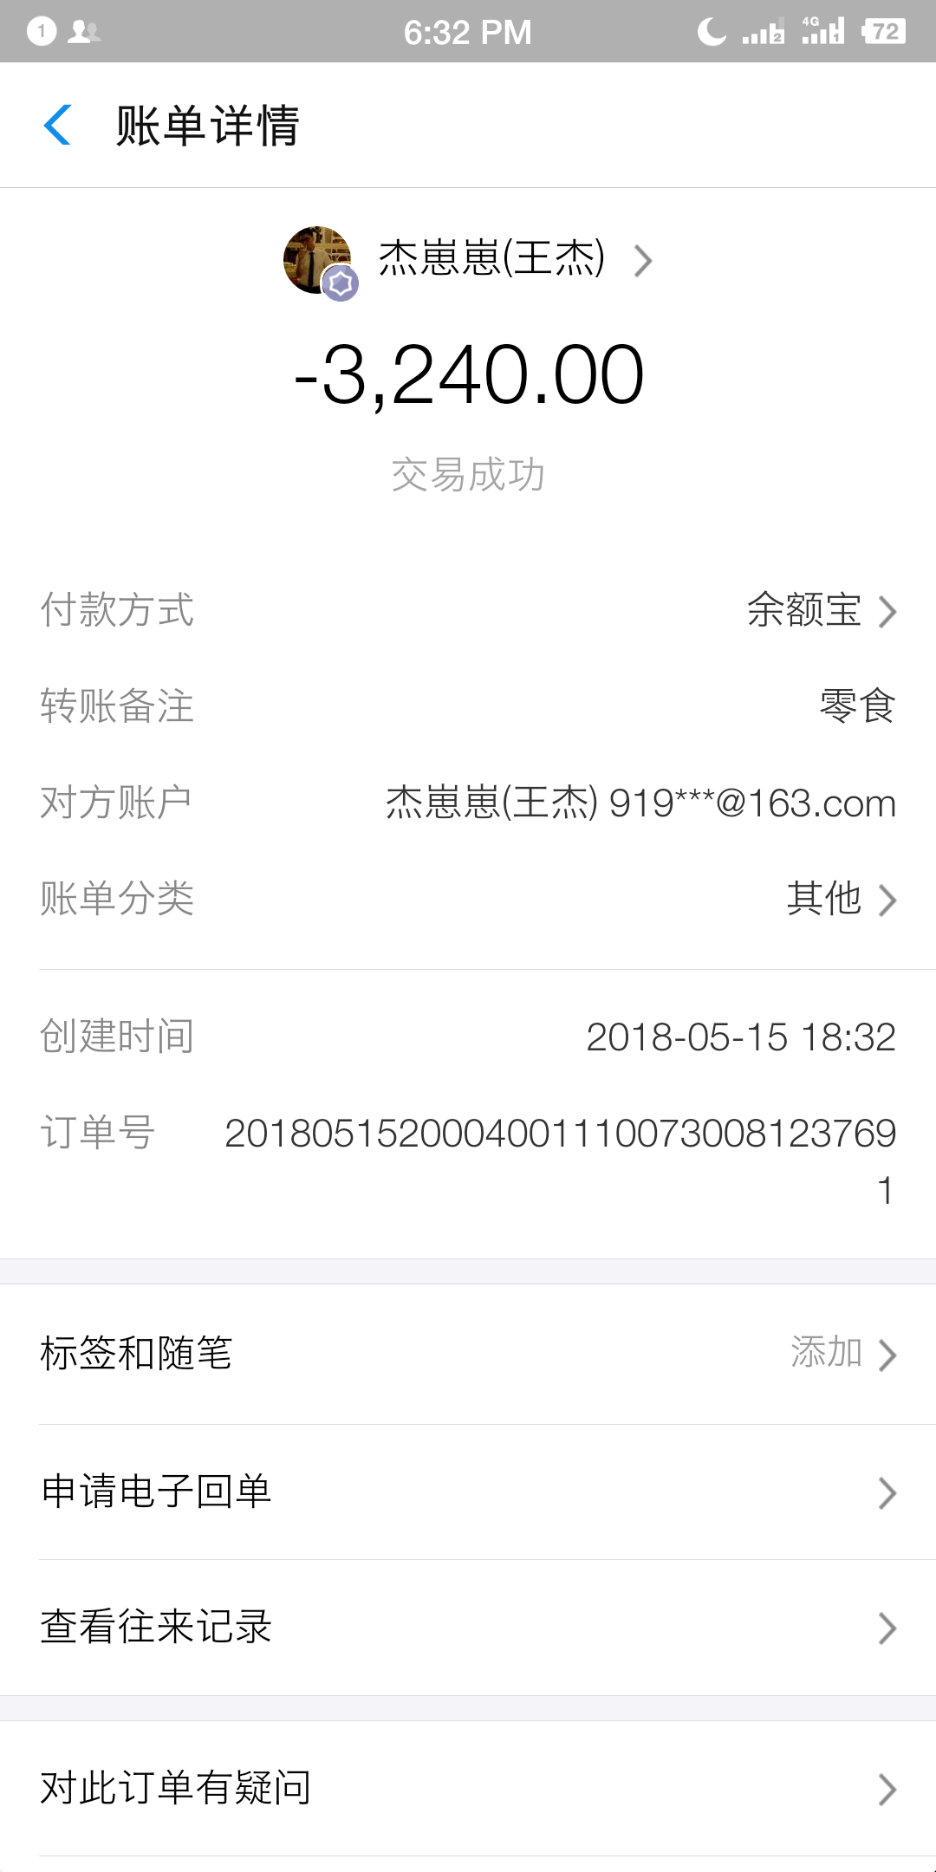 1
6:32 PM
2
4G
1
72
账单详情
杰崽崽(王杰)
-3,240.00
交易成功
付款方式 余额宝
转账备注 零食
对方账户 杰崽崽(王杰) 919***@163.com
账单分类 其他
创建时间 2018-05-15 18:32
订单号 2018051520004001110073008123769
1
标签和随笔 添加
申请电子回单
查看往来记录
对此订单有疑问